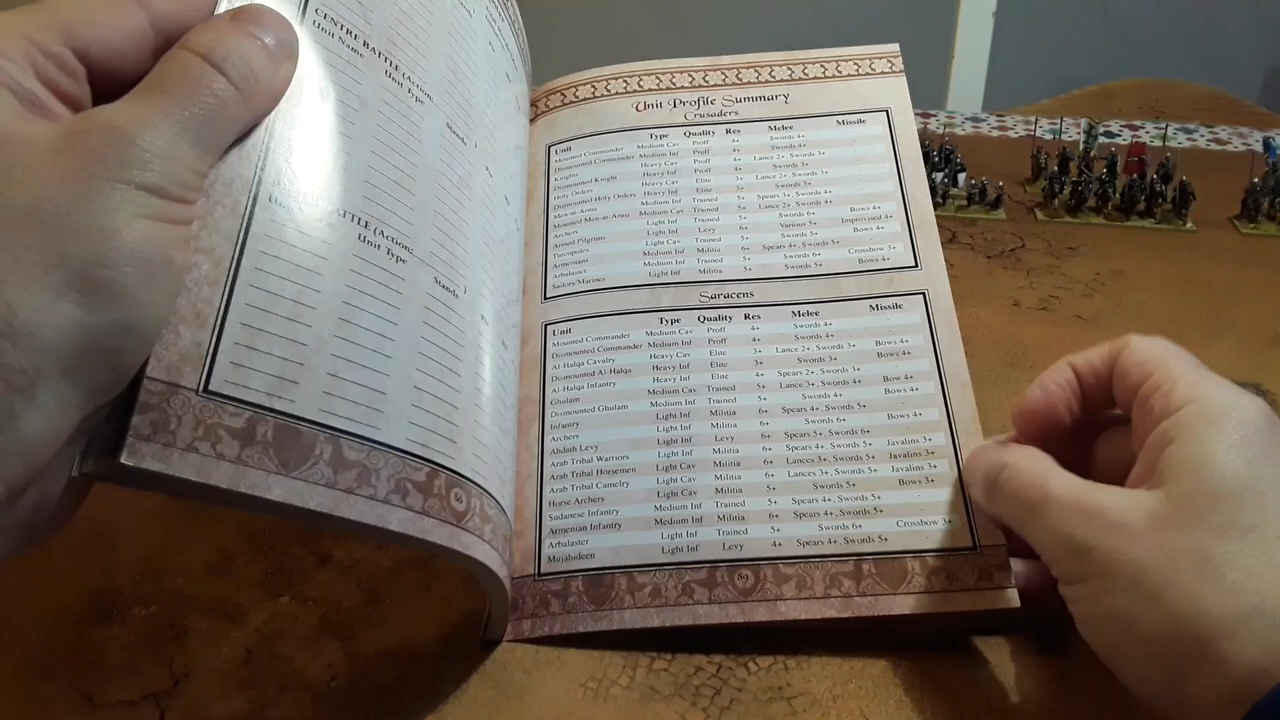 CENTRE BATTLE (Action:
Unit Name Unit Type Stands ) Pts
BATTLE (Action:
Unit Type Stands ) Pts
88
Unit Profile Summary
Crusaders
Unit Type Quality Res Melee Missile
Mounted Commander Medium Cav Proff 4+ Swords 4+
Dismounted Commander Medium Inf Proff 4+ Swords 4+
Knights Heavy Cav Proff 4+ Lance 2+, Swords 3+
Dismounted Knight Heavy Inf Proff 4+ Swords 3+
Holy Orders Heavy Cav Elite 3+ Lance 2+, Swords 3+
Dismounted Holy Orders Heavy Inf Elite 3+ Swords 3+
Men-at-Arms Medium Inf Trained 5+ Spears 3+, Swords 4+
Mounted Men-at-Arms Medium Cav Trained 5+ Lance 2+, Swords 4+
Archers Light Inf Trained 5+ Swords 6+ Bows 4+
Armed Pilgrims Light Inf Levy 6+ Various 5+ Improvised 4+
Turcopoles Light Cav Trained 5+ Swords 5+ Bows 4+
Armenians Medium Inf Militia 6+ Spears 4+, Swords 5+
Arbalaster Medium Inf Trained 5+ Swords 6+ Crossbow 3+
Sailors/Marines Light Inf Militia 5+ Swords 5+ Bows 4+
Saracens
Unit Type Quality Res Melee Missile
Mounted Commander Medium Cav Proff 4+ Swords 4+
Dismounted Commander Medium Inf Proff 4+ Swords 4+
Al-Halqa Cavalry Heavy Cav Elite 3+ Lance 2+, Swords 3+ Bows 4+
Dismounted Al-Halqa Heavy Inf Elite 3+ Swords 3+ Bows 4+
Al-Halqa Infantry Heavy Inf Elite 4+ Spears 2+, Swords 3+
Ghulam Medium Cav Trained 5+ Lance 3+, Swords 4+ Bow 4+
Dismounted Ghulam Medium Inf Trained 5+ Swords 4+ Bows 4+
Infantry Light Inf Militia 6+ Spears 4+, Swords 5+
Archers Light Inf Militia 6+ Swords 6+ Bows 4+
Ahdath Levy Light Inf Levy 6+ Spears 5+, Swords 6+
Arab Tribal Warriors Light Inf Militia 6+ Spears 4+, Swords 5+ Javalins 3+
Arab Tribal Horsemen Light Cav Militia 6+ Lances 3+, Swords 5+ Javalins 3+
Arab Tribal Camelry Light Cav Militia 6+ Lances 3+, Swords 5+ Javalins 3+
Horse Archers Light Cav Militia 5+ Swords 5+ Bows 3+
Sudanese Infantry Medium Inf Trained 5+ Spears 4+, Swords 5+
Armenian Infantry Medium Inf Militia 6+ Spears 4+, Swords 5+
Arbalaster Light Inf Trained 5+ Swords 6+ Crossbow 3+
Mujahideen Light Inf Levy 4+ Spears 4+, Swords 5+
89